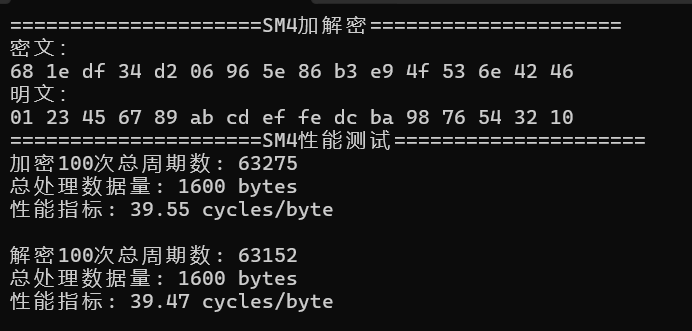 =====================SM4加解密=====================
密文:
68 1e df 34 d2 06 96 5e 86 b3 e9 4f 53 6e 42 46
明文:
01 23 45 67 89 ab cd ef fe dc ba 98 76 54 32 10
=====================SM4性能测试=====================
加密100次总周期数: 63275
总处理数据量: 1600 bytes
性能指标: 39.55 cycles/byte
解密100次总周期数: 63152
总处理数据量: 1600 bytes
性能指标: 39.47 cycles/byte